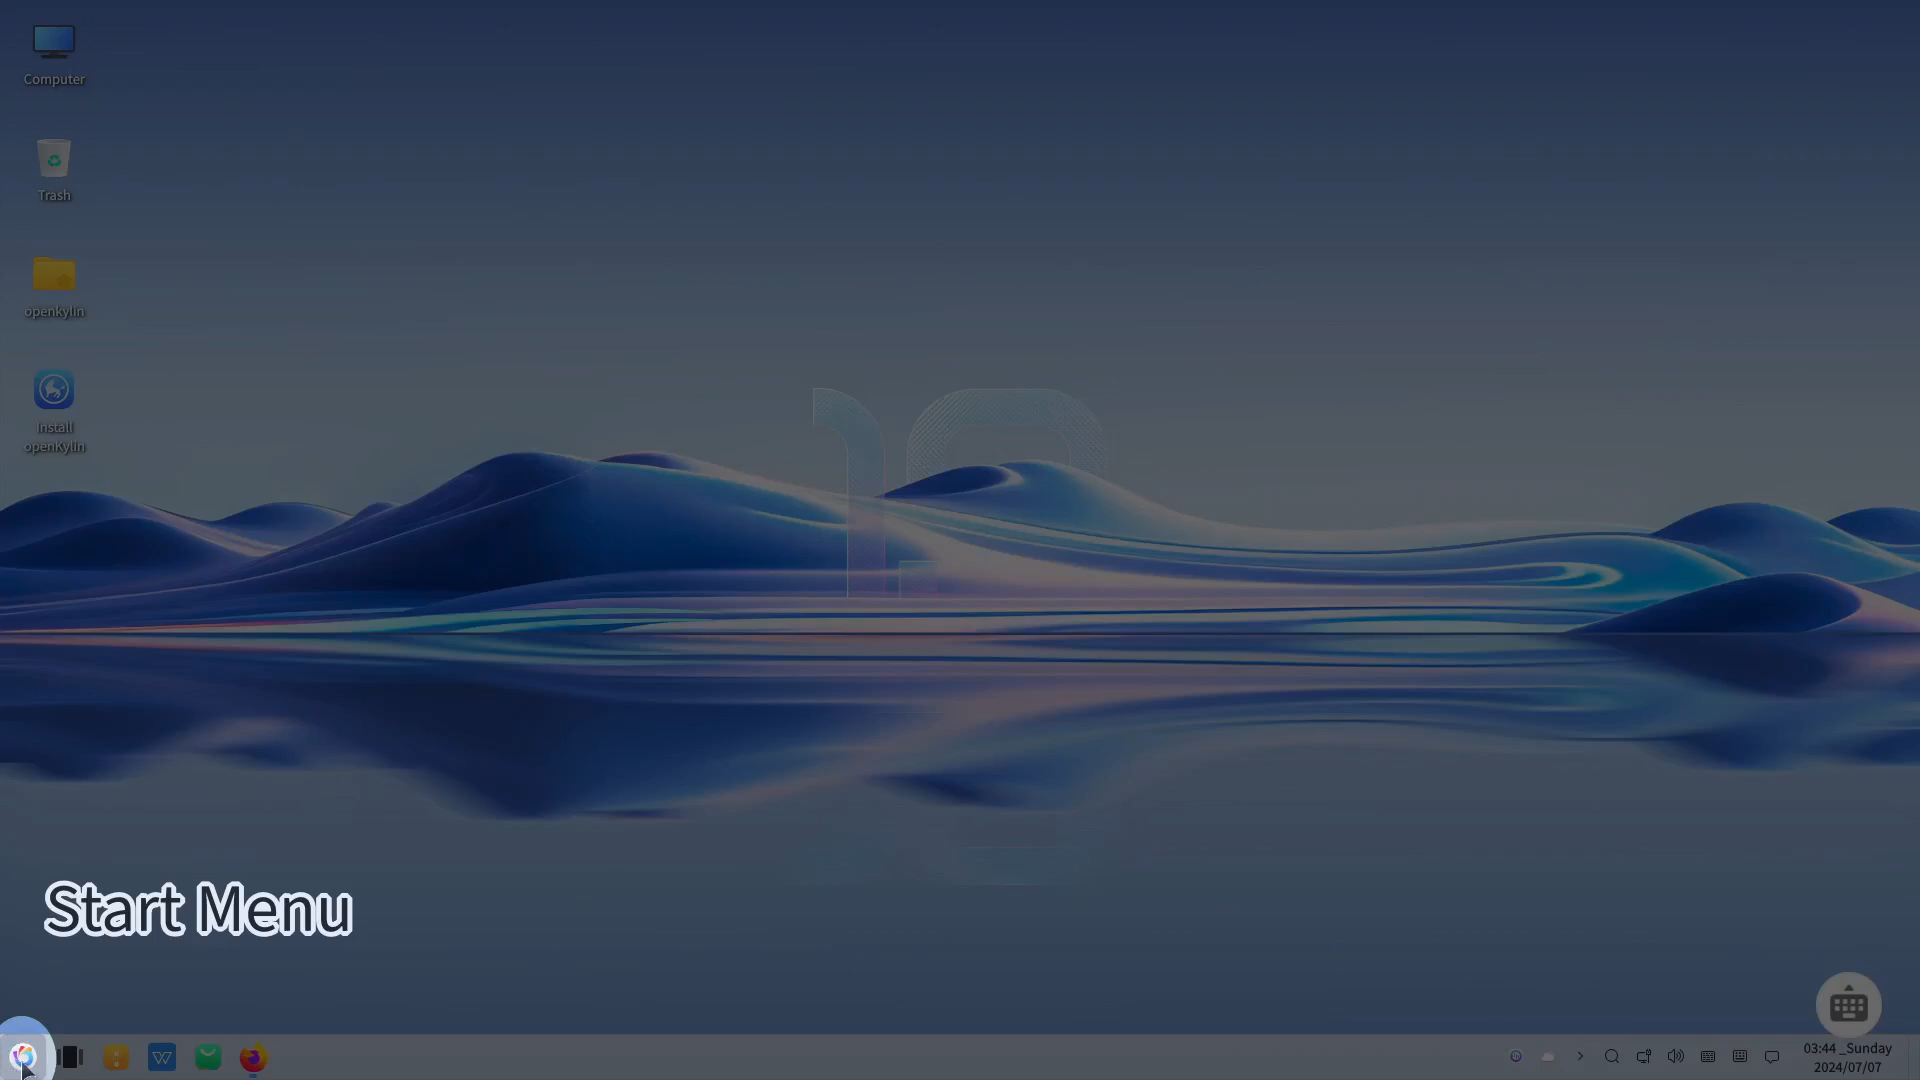 Computer
Trash
openkylin
Install
openKylin
Start Menu
03:44 _Sunday
2024/07/07